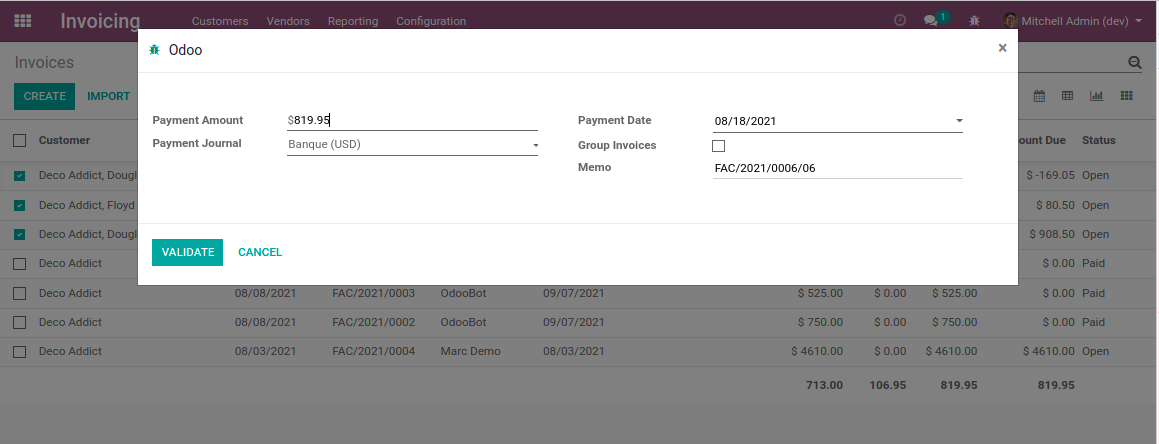 Invoicing Customers Vendors Reporting Configuration 1 Mitchell Admin (dev)
Invoices
Odoo ×
CREATE IMPORT
Payment Amount $819.95 Payment Date 08/18/2021
Payment Journal Banque (USD) Group Invoices
Memo FAC/2021/0006/06
VALIDATE CANCEL
Customer ount Due Status
Deco Addict, Dougl $ -169.05 Open
Deco Addict, Floyd $ 80.50 Open
Deco Addict, Dougl $ 908.50 Open
Deco Addict $ 0.00 Paid
Deco Addict 08/08/2021 FAC/2021/0003 OdooBot 09/07/2021 $ 525.00 $ 0.00 $ 525.00 $ 0.00 Paid
Deco Addict 08/08/2021 FAC/2021/0002 OdooBot 09/07/2021 $ 750.00 $ 0.00 $ 750.00 $ 0.00 Paid
Deco Addict 08/03/2021 FAC/2021/0004 Marc Demo 08/03/2021 $ 4610.00 $ 0.00 $ 4610.00 $ 4610.00 Open
713.00 106.95 819.95 819.95